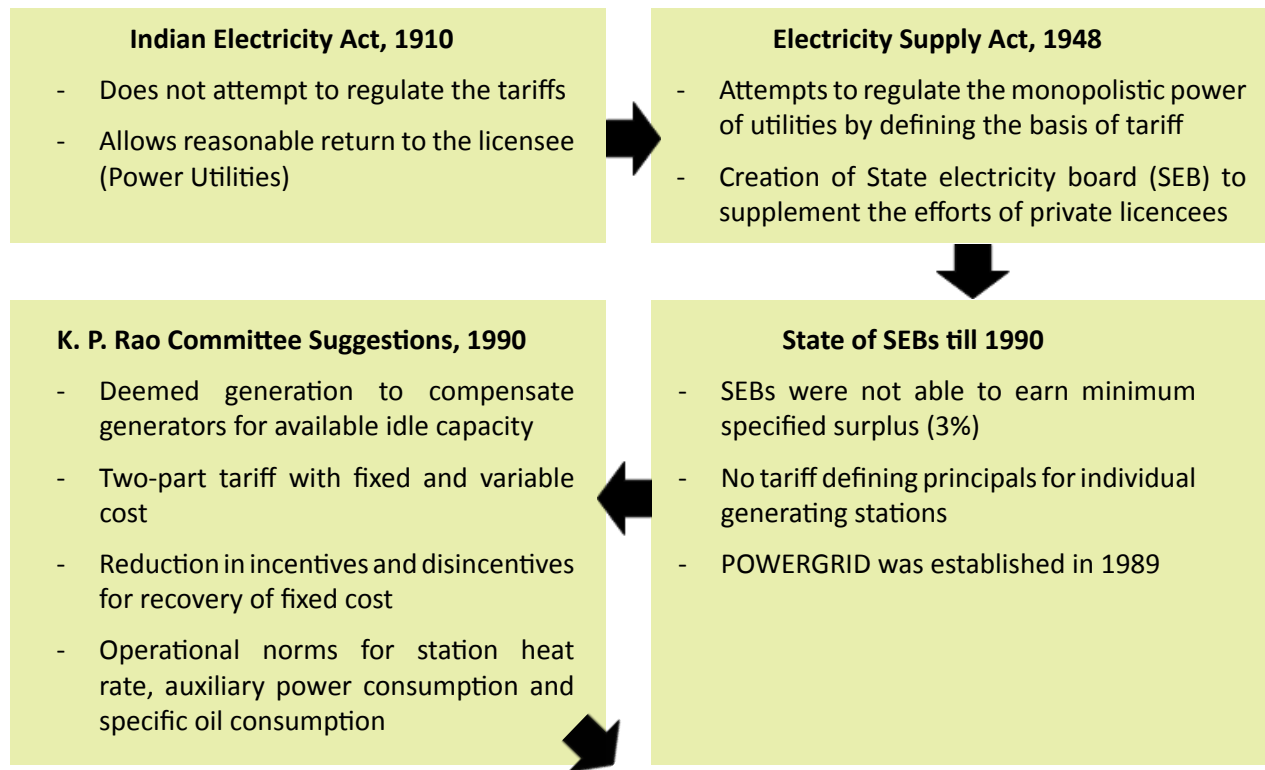 Indian Electricity Act, 1910
- Does not attempt to regulate the tariffs
- Allows reasonable return to the licensee
(Power Utilities)
Electricity Supply Act, 1948
- Attempts to regulate the monopolistic power
of utilities by defining the basis of tariff
- Creation of State electricity board (SEB) to
supplement the efforts of private licencees
State of SEBs till 1990
- SEBs were not able to earn minimum
specified surplus (3%)
- No tariff defining principals for individual
generating stations
- POWERGRID was established in 1989
K. P. Rao Committee Suggestions, 1990
- Deemed generation to compensate
generators for available idle capacity
- Two-part tariff with fixed and variable
cost
- Reduction in incentives and disincentives
for recovery of fixed cost
- Operational norms for station heat
rate, auxiliary power consumption and
specific oil consumption